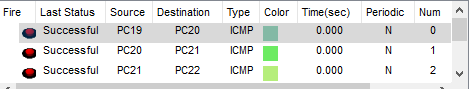 Fire Last Status Source Destination Type Color Time(sec) Periodic Num
Successful PC19 PC20 ICMP 0.000 N 0
Successful PC20 PC21 ICMP 0.000 N 1
Successful PC21 PC22 ICMP 0.000 N 2